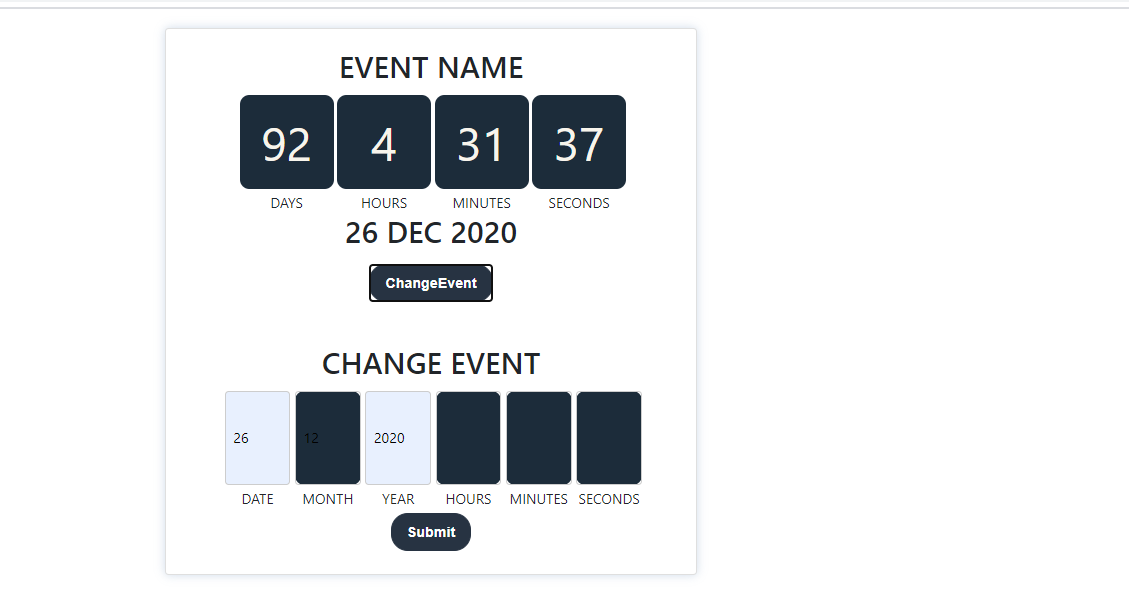 EVENT NAME
92 4 31 37
DAYS HOURS MINUTES SECONDS
26 DEC 2020
ChangeEvent
CHANGE EVENT
26 12 2020
DATE MONTH YEAR HOURS MINUTES SECONDS
Submit